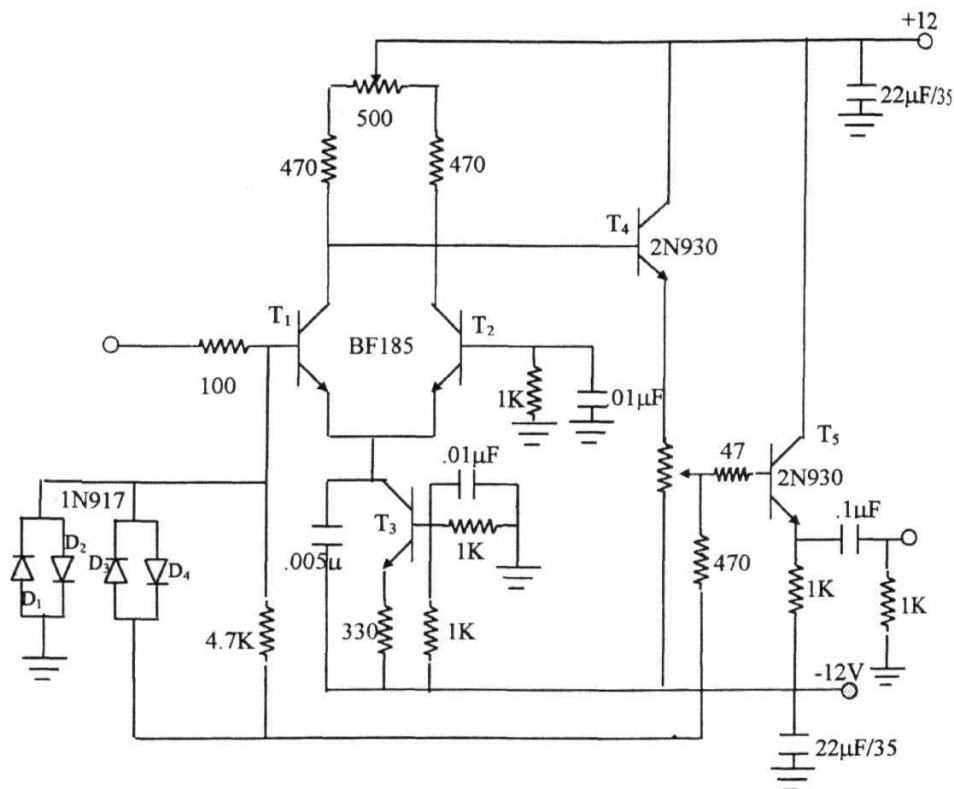 +12
22µF/35
500
470
470
T4
2N930
T1
T2
BF185
100
1K
.01µF
T5
47
2N930
.01µF
1N917
T3
.1µF
D2
D3
D4
.005µ
1K
470
1K
1K
D1
4.7K
330
1K
-12V
22µF/35